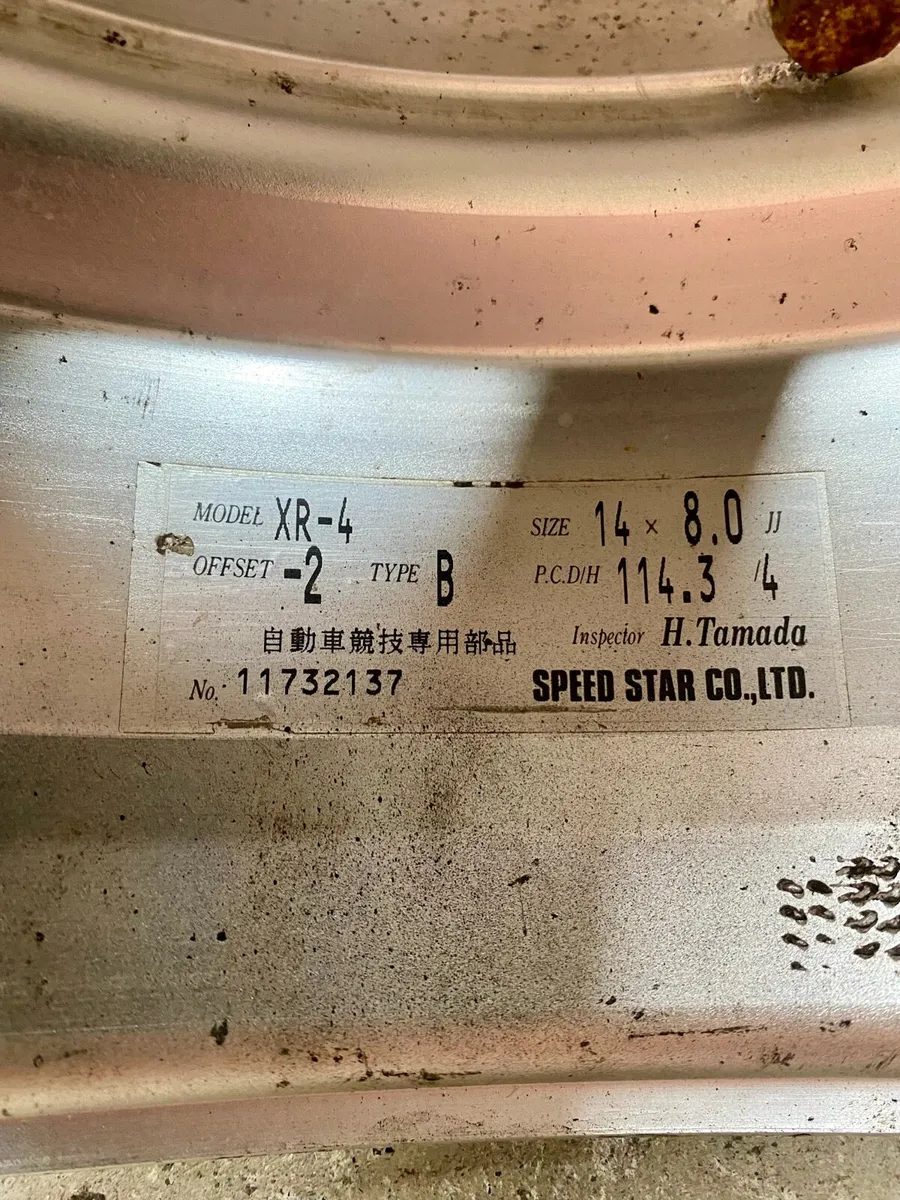 MODEL XR-4 SIZE 14 × 8.0 JJ
OFFSET -2 TYPE B P.C.D/H 114.3 /4
自動車競技専用部品 Inspector H.Tamada
No. 11732137 SPEED STAR CO.,LTD.